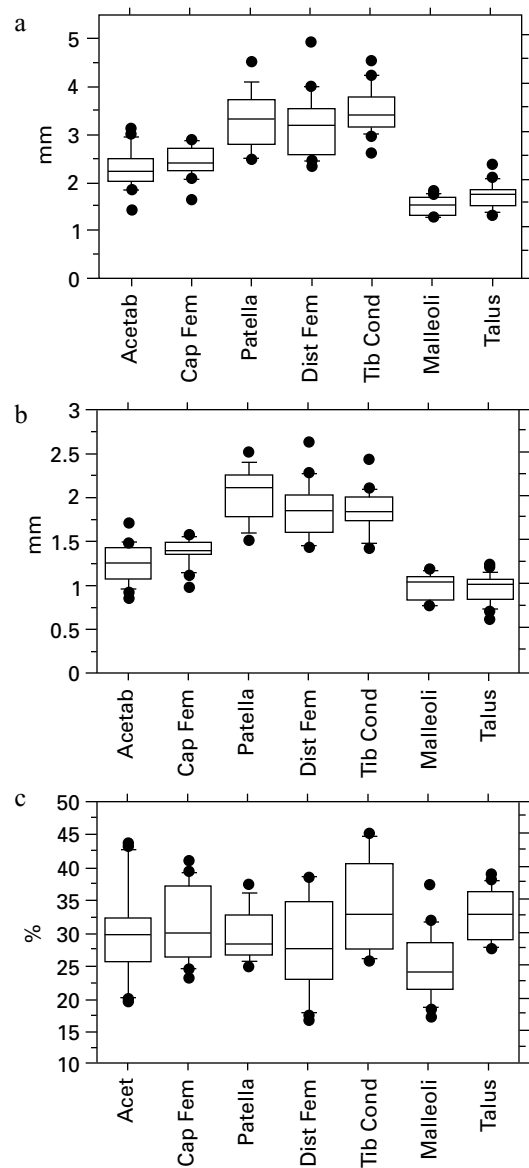 a
5
4
3
2
1
0
mm
Acetab
Cap Fem
Patella
Dist Fem
Tib Cond
Malleoli
Talus
b
3
2.5
2
1.5
1
0.5
0
mm
Acetab
Cap Fem
Patella
Dist Fem
Tib Cond
Malleoli
Talus
c
50
45
40
35
30
25
20
15
10
%
Acet
Cap Fem
Patella
Dist Fem
Tib Cond
Malleoli
Talus